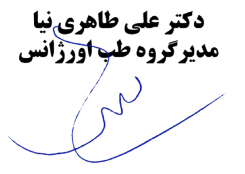 دکتر علی طاهری نیا
مدیرگروه طب اورژانس